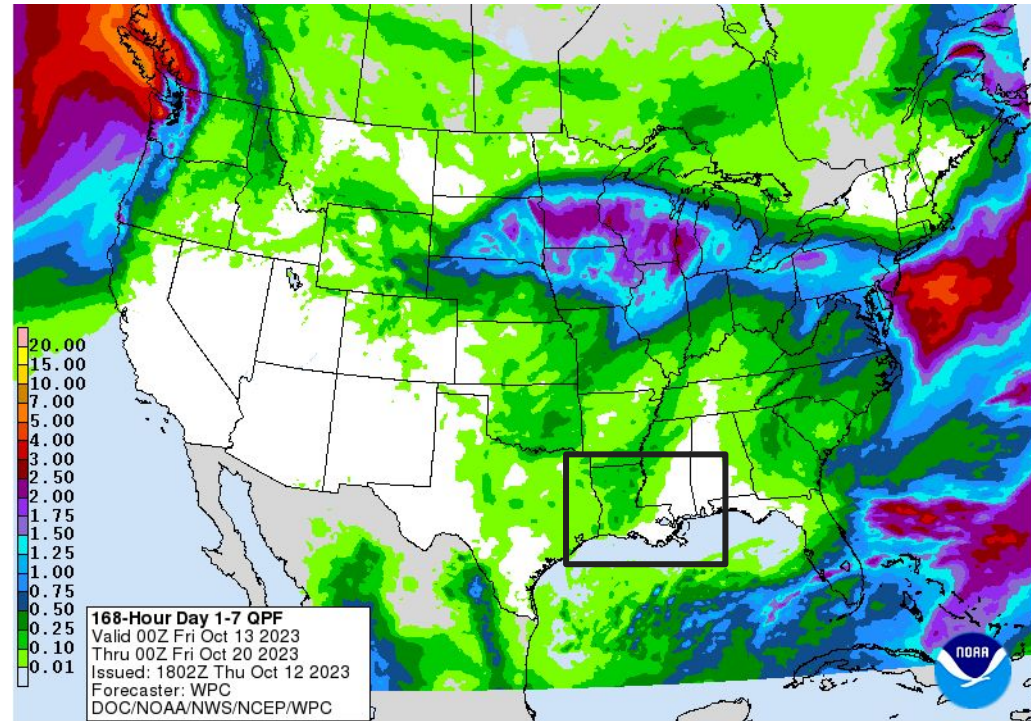 20.00
15.00
10.00
7.00
5.00
4.00
3.00
2.50
2.00
1.75
1.50
1.25
1.00
0.75
0.50
0.25
0.10
0.01
168-Hour Day 1-7 QPF
Valid 00Z Fri Oct 13 2023
Thru 00Z Fri Oct 20 2023
Issued: 1802Z Thu Oct 12 2023
Forecaster: WPC
DOC/NOAA/NWS/NCEP/WPC
NOAA